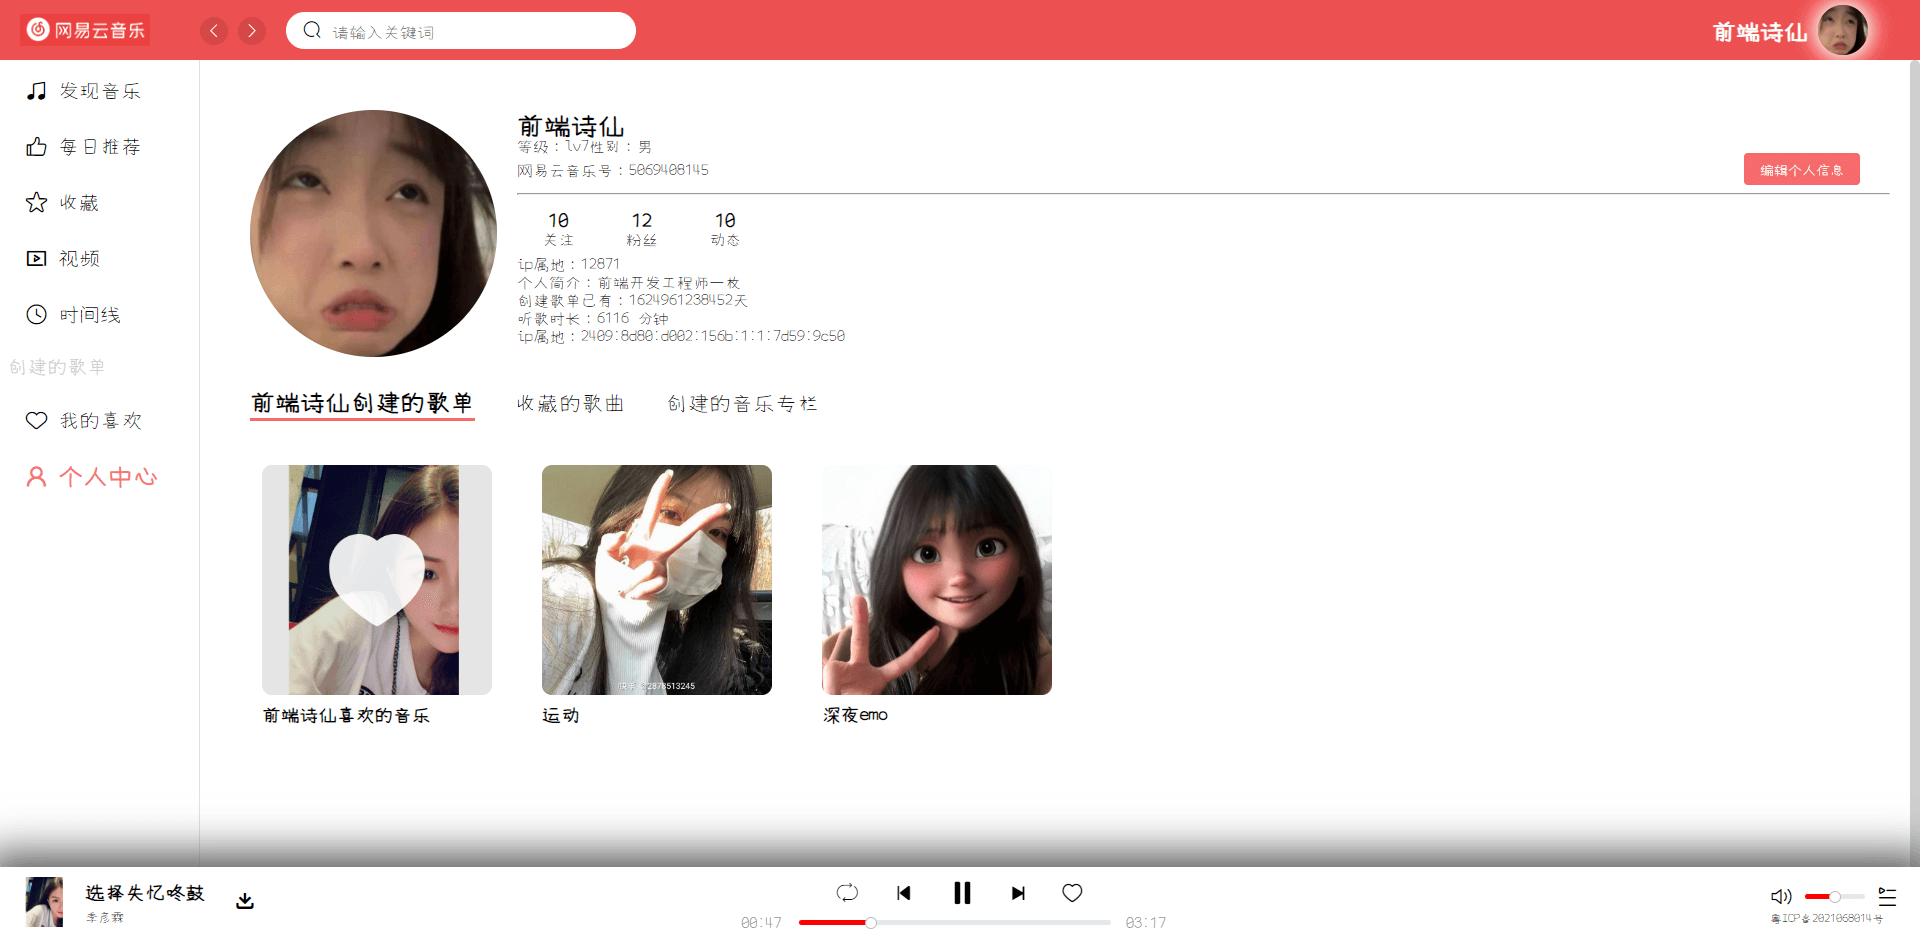 网易云音乐
请输入关键词
前端诗仙
发现音乐
每日推荐
收藏
视频
时间线
创建的歌单
我的喜欢
个人中心
前端诗仙
等级：lv7性别：男
网易云音乐号：5069408145
编辑个人信息
10 12 10
关注 粉丝 动态
ip属地：12871
个人简介：前端开发工程师一枚
创建歌单已有：1624961238452天
听歌时长：6116 分钟
ip属地：2409:8d80:d002:156b:1:1:7d59:9c50
前端诗仙创建的歌单 收藏的歌曲 创建的音乐专栏
快手 @2878513245
前端诗仙喜欢的音乐 运动 深夜emo
选择失忆咚鼓
季彦霖
00:47 03:17
粤ICP备2021068014号